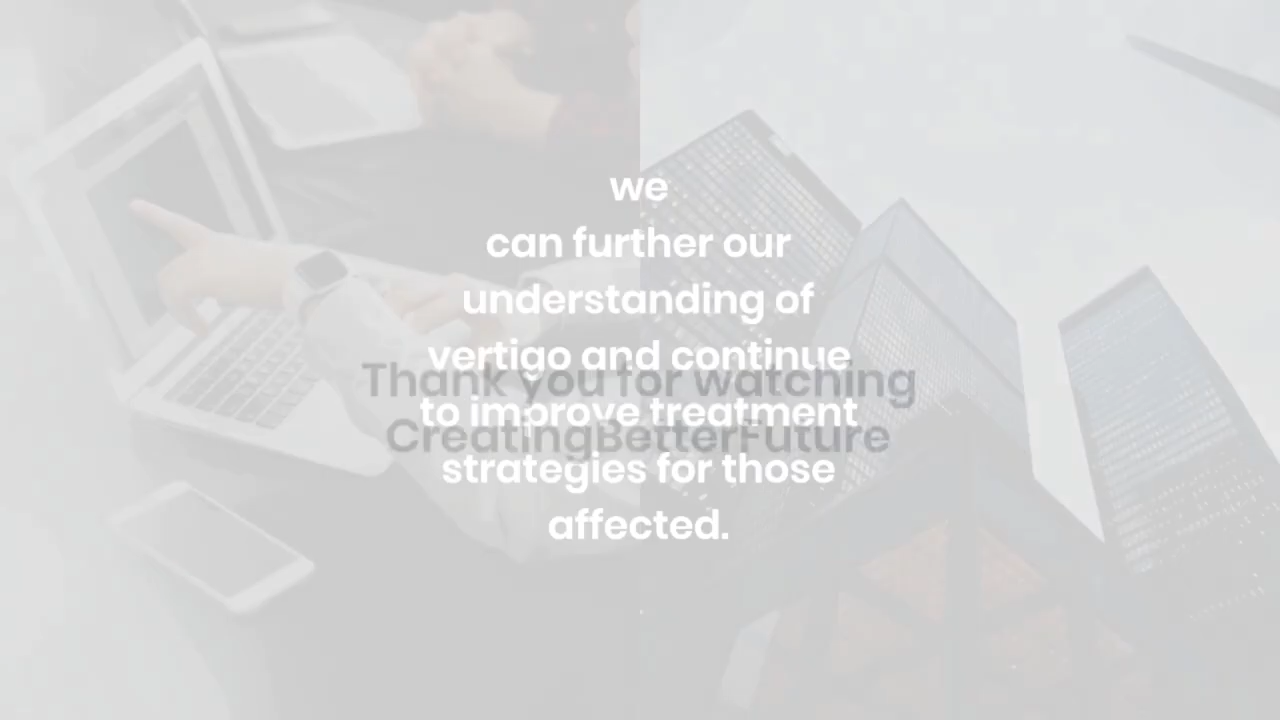 we
can further our
understanding of
vertigo and continue
Thank you for watching
to improve treatment
CreatingBetterFuture
strategies for those
affected.